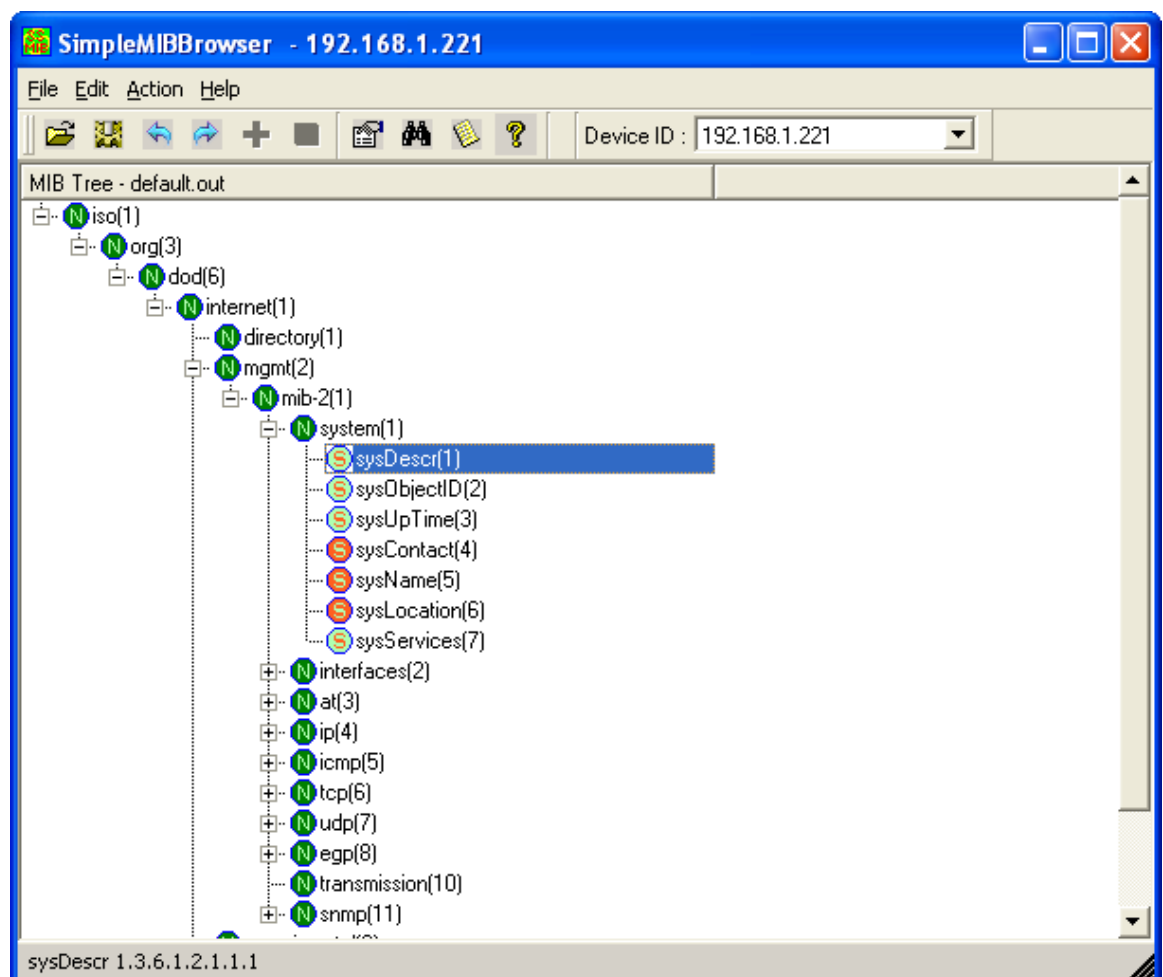 SimpleMIBBrowser - 192.168.1.221
File Edit Action Help
Device ID : 192.168.1.221
MIB Tree - default.out
N iso(1)
N org(3)
N dod(6)
N internet(1)
N directory(1)
N mgmt(2)
N mib-2(1)
N system(1)
S sysDescr(1)
S sysObjectID(2)
S sysUpTime(3)
S sysContact(4)
S sysName(5)
S sysLocation(6)
S sysServices(7)
N interfaces(2)
N at(3)
N ip(4)
N icmp(5)
N tcp(6)
N udp(7)
N egp(8)
N transmission(10)
N snmp(11)
sysDescr 1.3.6.1.2.1.1.1